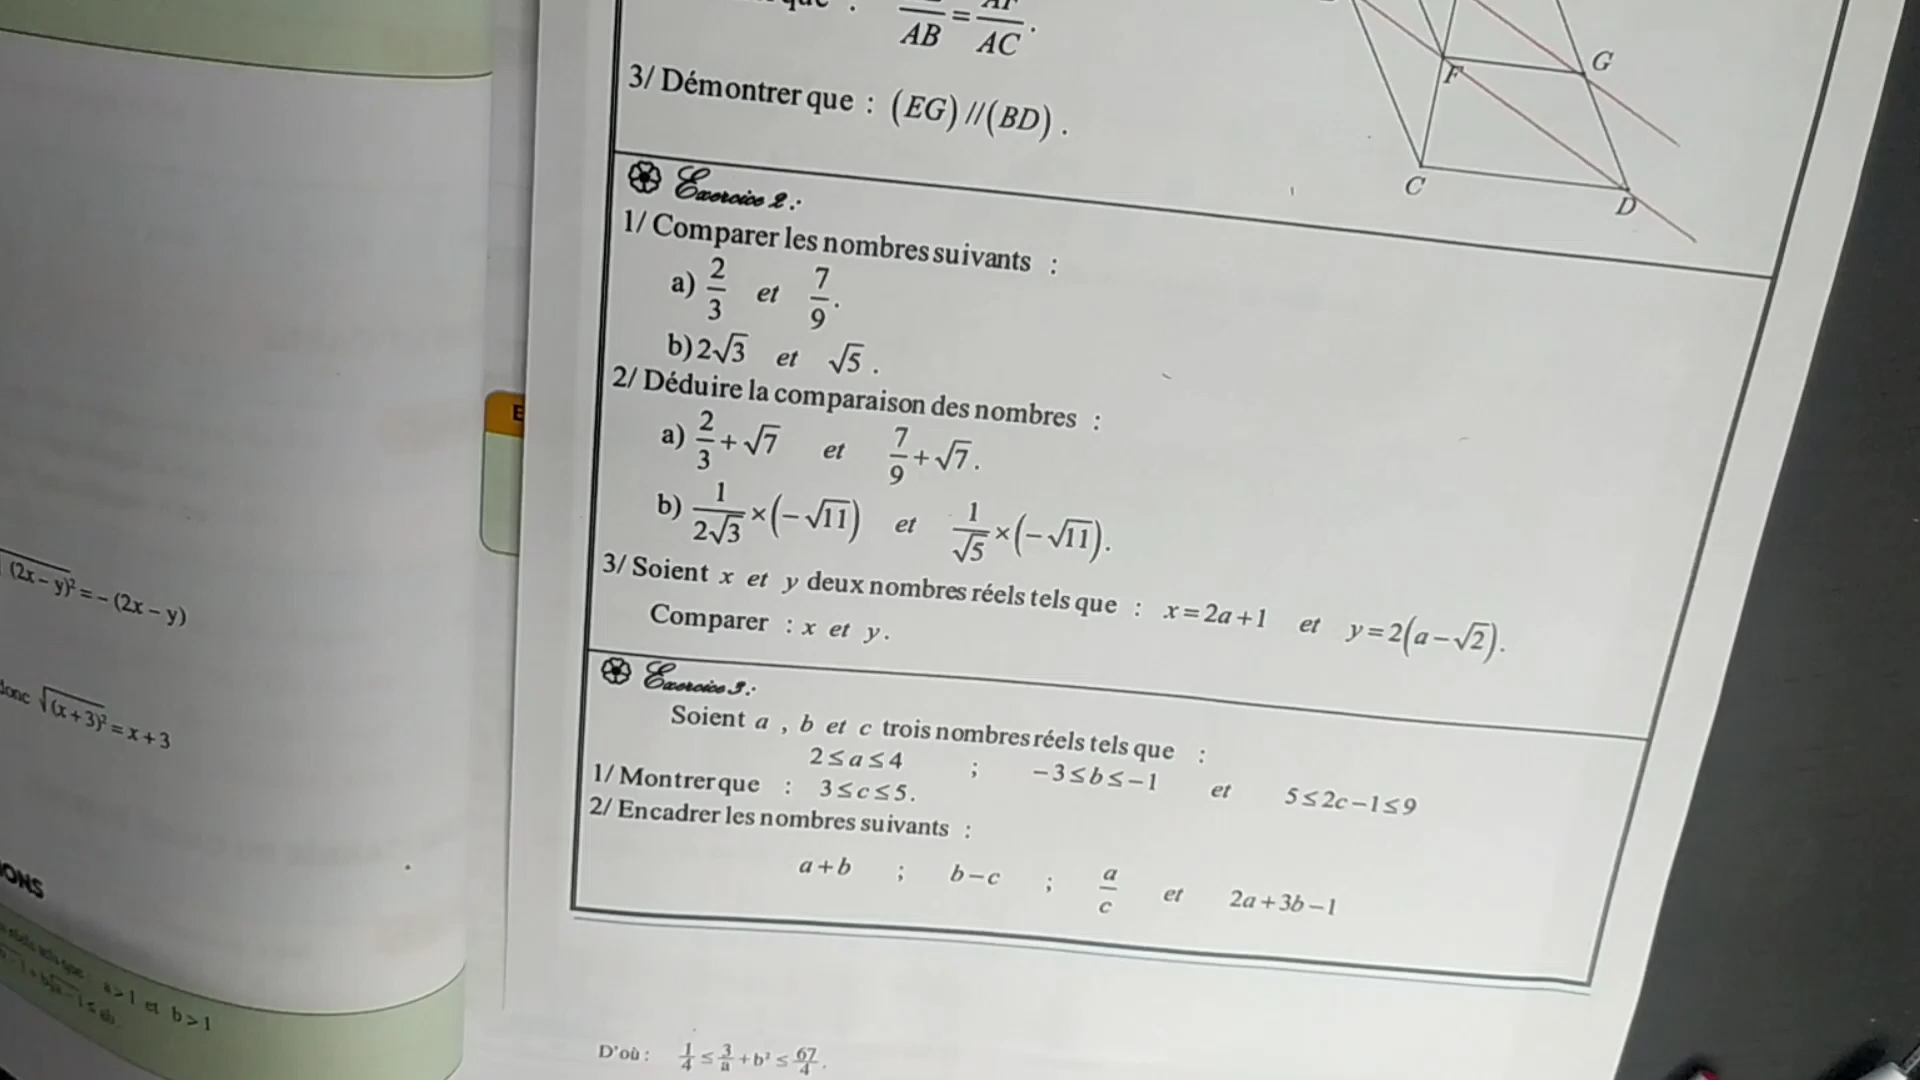 AB = AC .
3/ Démontrer que : (EG) //(BD) .
F
G
C
D
Exercice 2 :
1/ Comparer les nombres suivants :
a) 2/3 et 7/9 .
b) 2√3 et √5 .
2/ Déduire la comparaison des nombres :
a) 2/3 + √7 et 7/9 + √7 .
b) 1/(2√3) × (−√11) et 1/√5 × (−√11) .
3/ Soient x et y deux nombres réels tels que : x = 2a + 1 et y = 2(a − √2) .
Comparer : x et y .
Exercice 3 :
Soient a , b et c trois nombres réels tels que :
2 ≤ a ≤ 4 ; −3 ≤ b ≤ −1 et 5 ≤ 2c − 1 ≤ 9
1/ Montrer que : 3 ≤ c ≤ 5 .
2/ Encadrer les nombres suivants :
a + b ; b − c ; a/c et 2a + 3b − 1
D'où : 1/4 ≤ 3/a + b² ≤ 67/4 .
E
(2x − y)² = − (2x − y)
donc √(x + 3)² = x + 3
IONS
a > 1 et b > 1